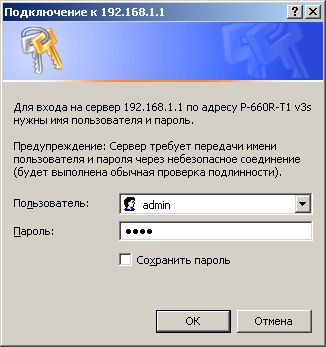 Подключение к 192.168.1.1
Для входа на сервер 192.168.1.1 по адресу P-660R-T1 v3s
нужны имя пользователя и пароль.
Предупреждение: Сервер требует передачи имени
пользователя и пароля через небезопасное соединение
(будет выполнена обычная проверка подлинности).
Пользователь:
admin
Пароль:
••••
Сохранить пароль
OK
Отмена